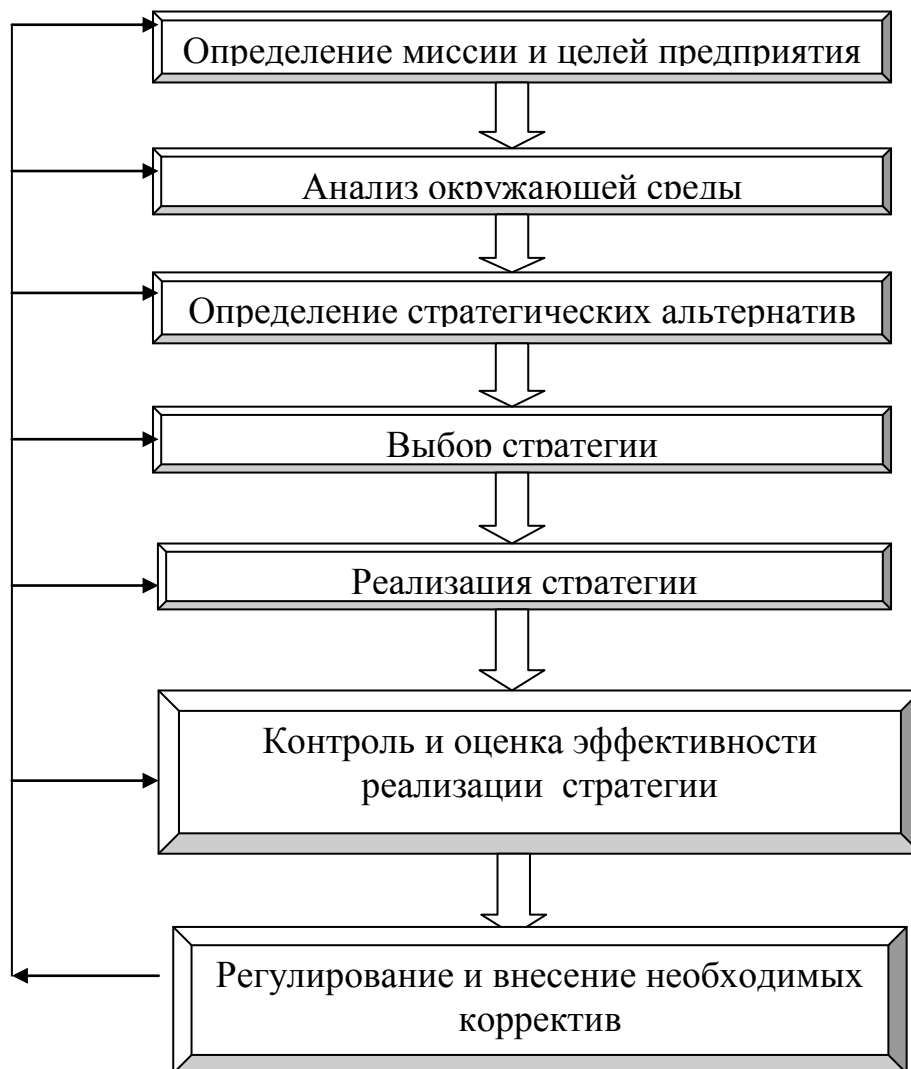 Определение миссии и целей предприятия
Анализ окружающей среды
Определение стратегических альтернатив
Выбор стратегии
Реализация стратегии
Контроль и оценка эффективности
реализации стратегии
Регулирование и внесение необходимых
корректив